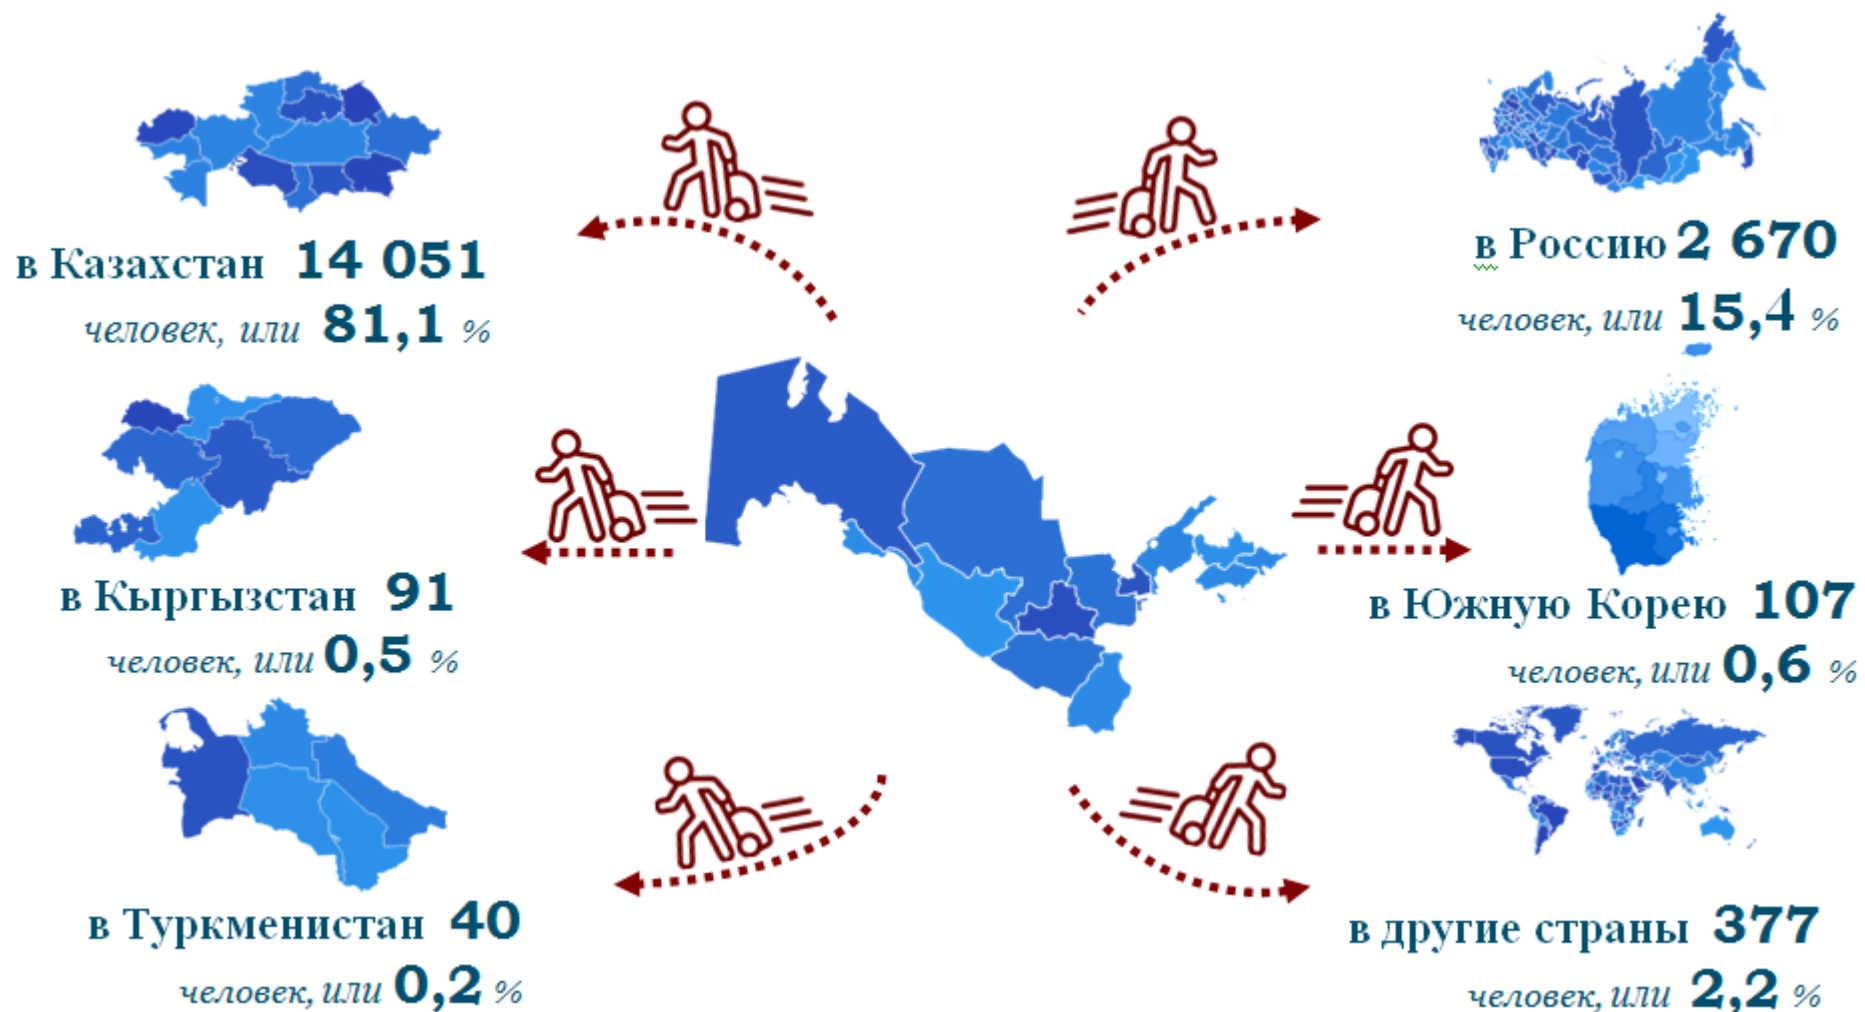 в Казахстан 14 051
человек, или 81,1 %
в Россию 2 670
человек, или 15,4 %
в Кыргызстан 91
человек, или 0,5 %
в Южную Корею 107
человек, или 0,6 %
в Туркменистан 40
человек, или 0,2 %
в другие страны 377
человек, или 2,2 %